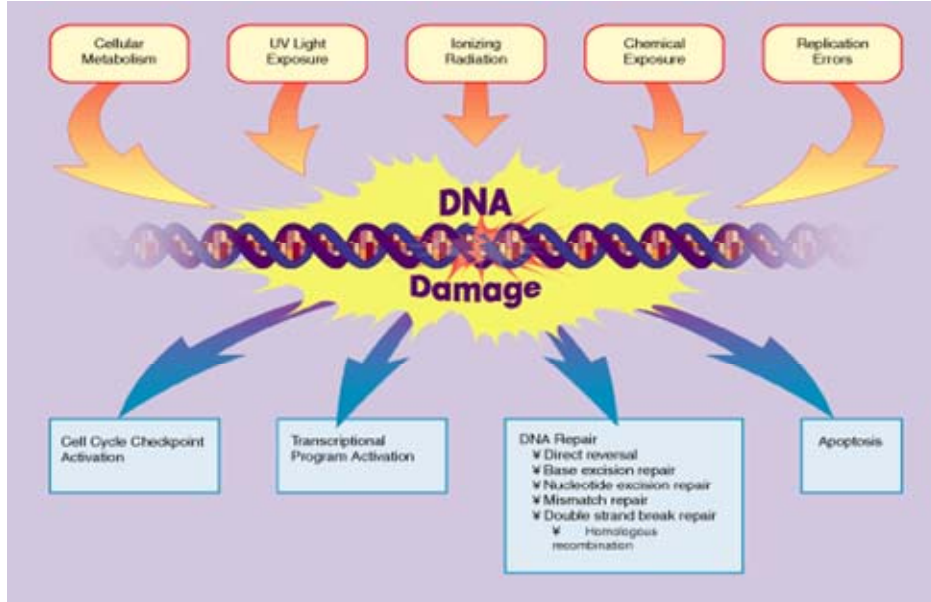 Cellular
Metabolism
UV Light
Exposure
Ionizing
Radiation
Chemical
Exposure
Replication
Errors
DNA
Damage
Cell Cycle Checkpoint
Activation
Transcriptional
Program Activation
DNA Repair
¥ Direct reversal
¥ Base excision repair
¥ Nucleotide excision repair
¥ Mismatch repair
¥ Double strand break repair
¥ Homologous
recombination
Apoptosis